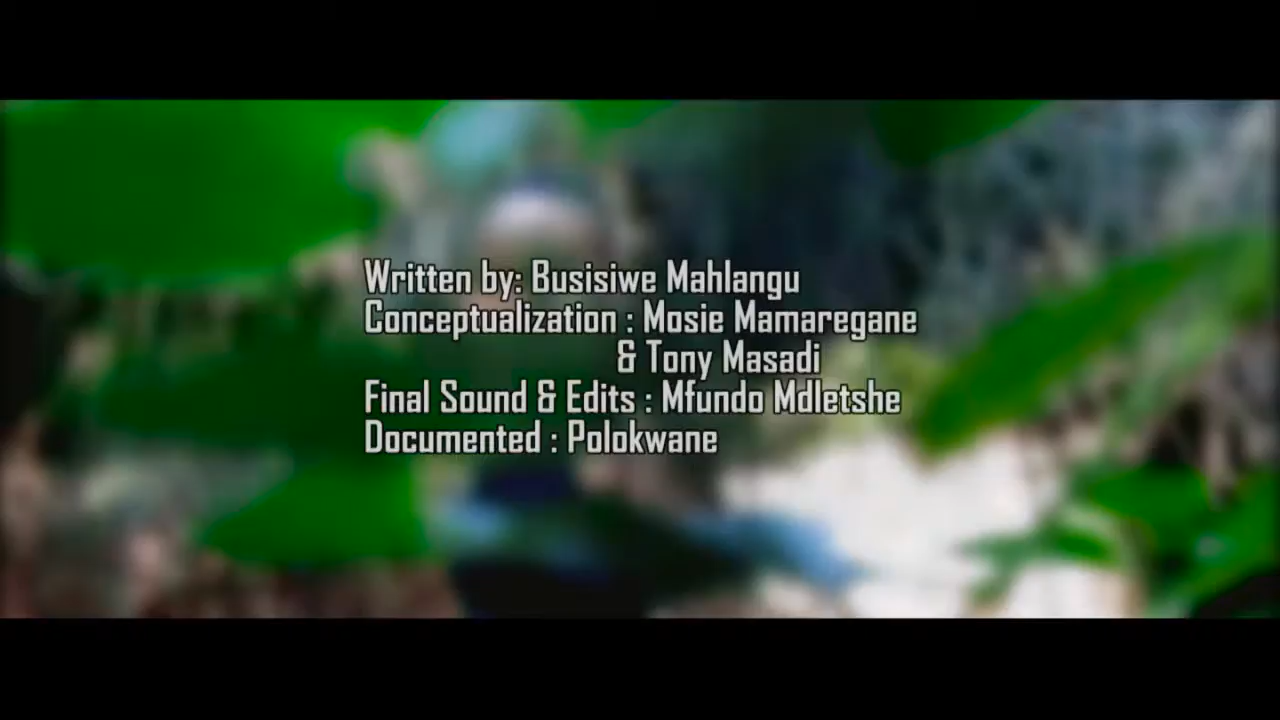 Written by: Busisiwe Mahlangu
Conceptualization : Mosie Mamaregane
& Tony Masadi
Final Sound & Edits : Mfundo Mdletshe
Documented : Polokwane